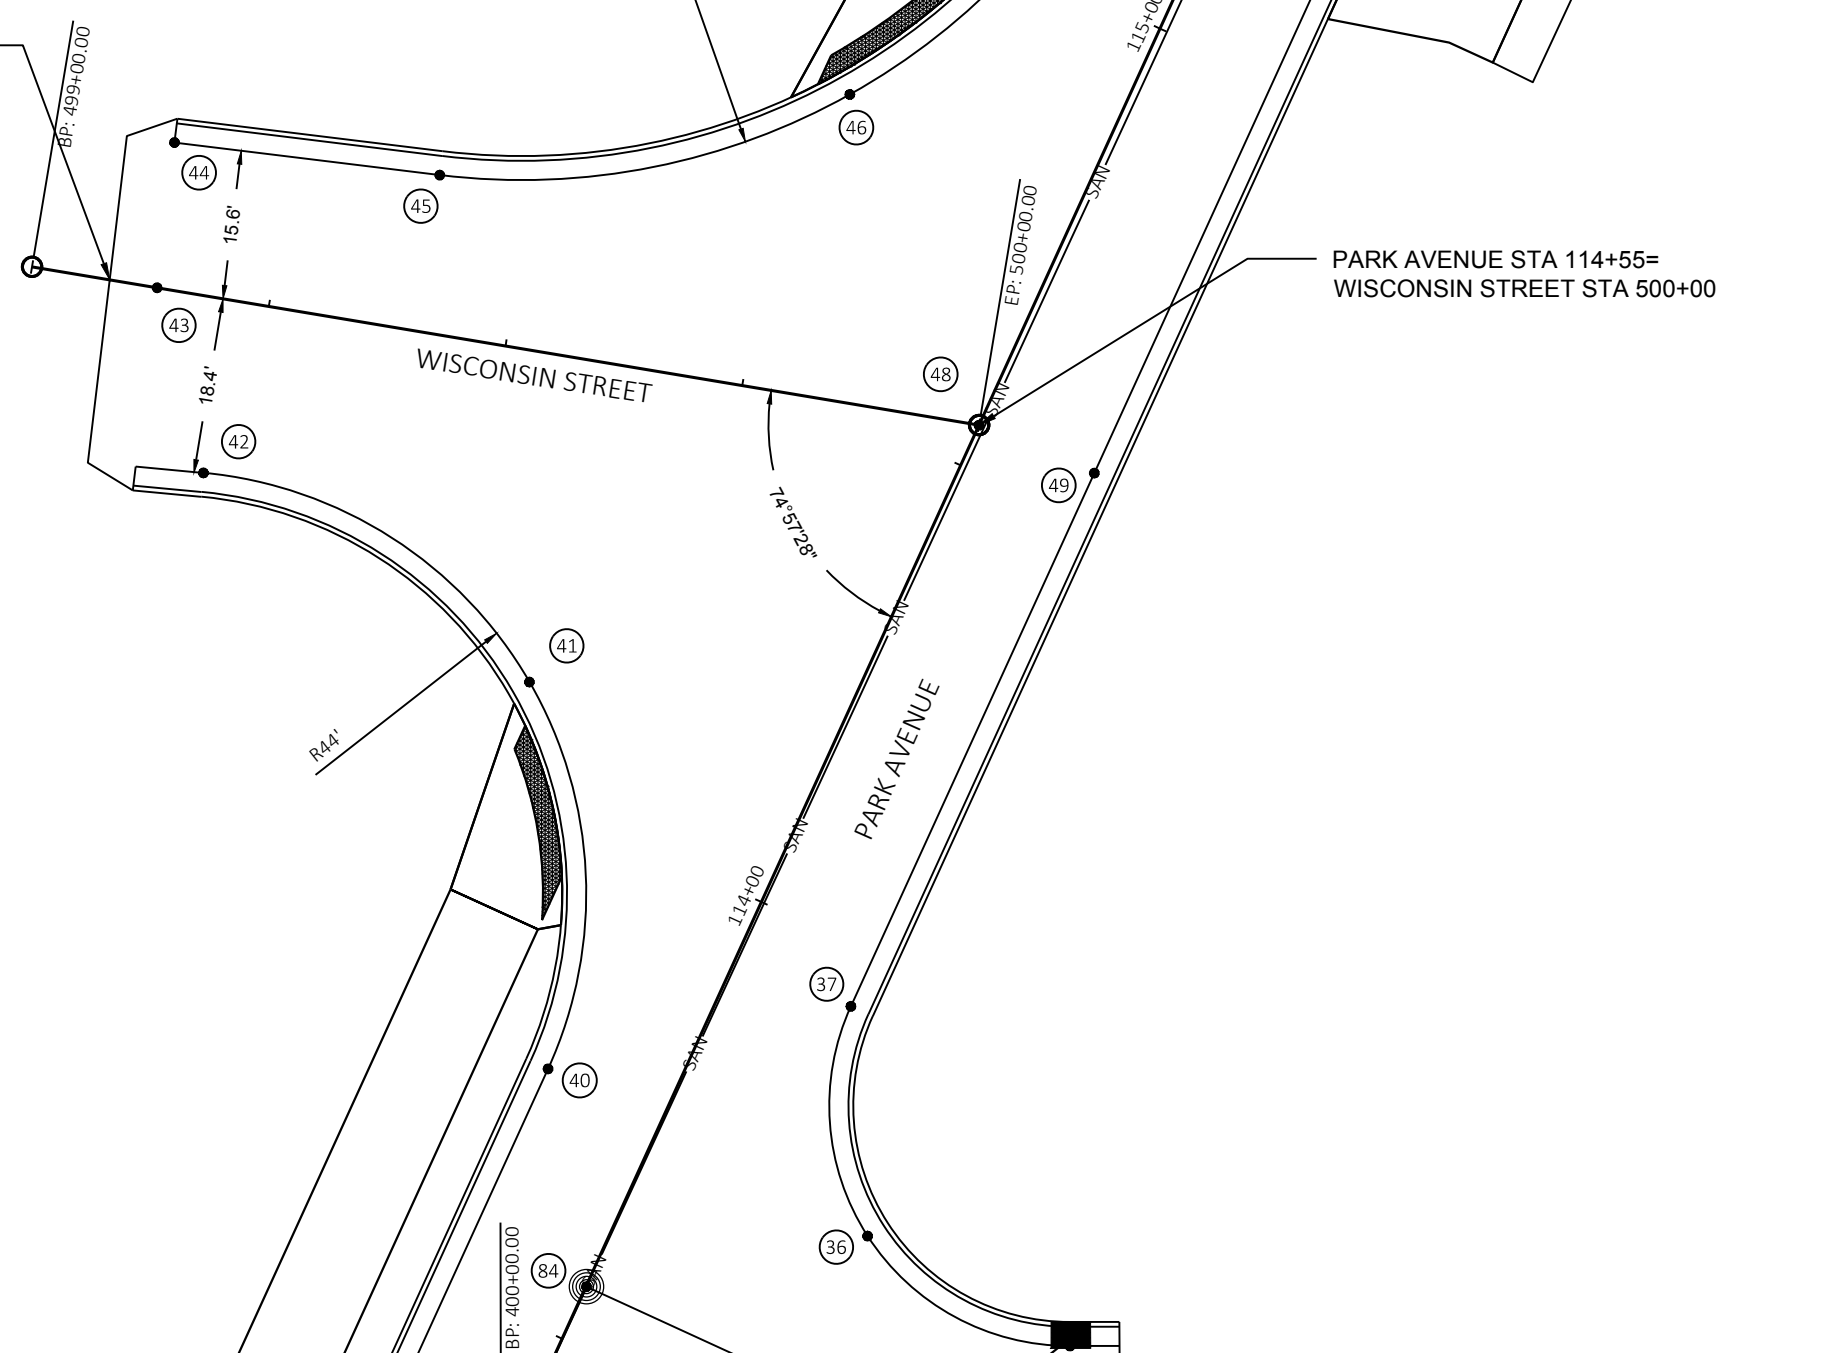 BP: 499+00.00
115+00
46
44
45
SAN
15.6'
EP: 500+00.00
PARK AVENUE STA 114+55=
WISCONSIN STREET STA 500+00
43
WISCONSIN STREET
48
SAN
18.4'
42
49
74°57'28"
SAN
41
R44'
PARK AVENUE
SAN
114+00
37
SAN
40
36
84
SAN
BP: 400+00.00